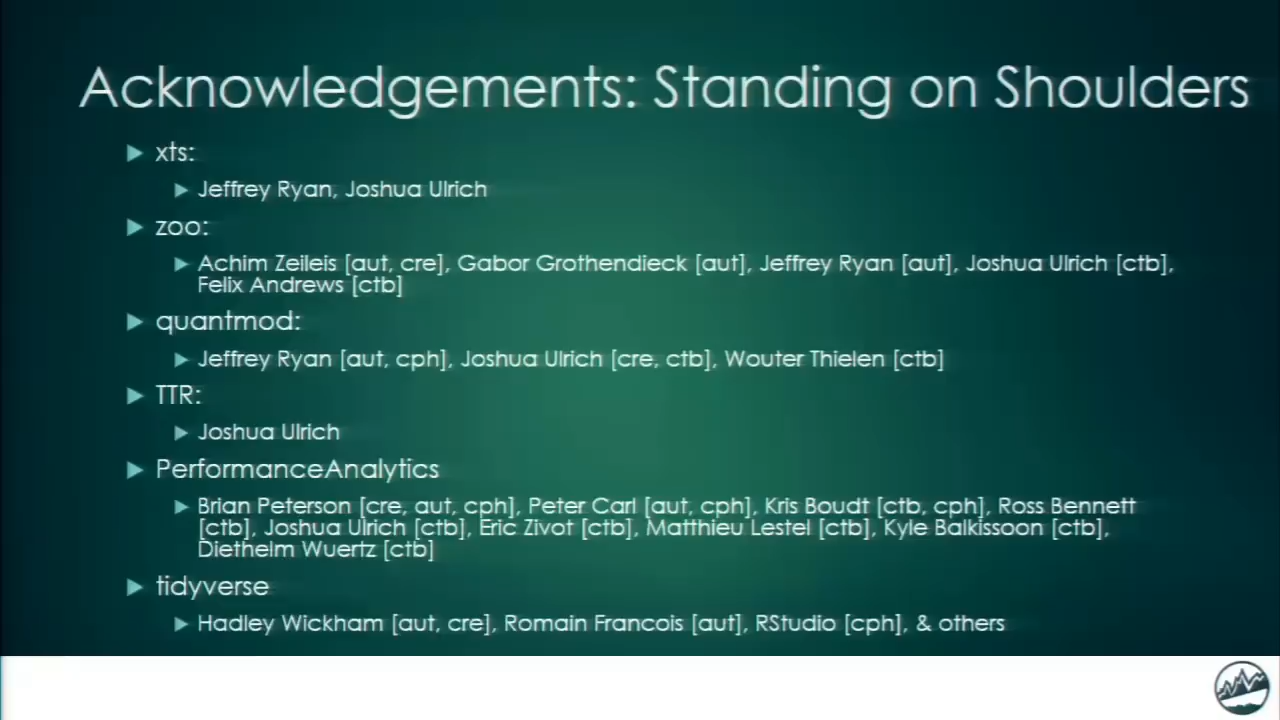 Acknowledgements: Standing on Shoulders
xts:
Jeffrey Ryan, Joshua Ulrich
zoo:
Achim Zeileis [aut, cre], Gabor Grothendieck [aut], Jeffrey Ryan [aut], Joshua Ulrich [ctb],
Felix Andrews [ctb]
quantmod:
Jeffrey Ryan [aut, cph], Joshua Ulrich [cre, ctb], Wouter Thielen [ctb]
TTR:
Joshua Ulrich
PerformanceAnalytics
Brian Peterson [cre, aut, cph], Peter Carl [aut, cph], Kris Boudt [ctb, cph], Ross Bennett
[ctb], Joshua Ulrich [ctb], Eric Zivot [ctb], Matthieu Lestel [ctb], Kyle Balkissoon [ctb],
Diethelm Wuertz [ctb]
tidyverse
Hadley Wickham [aut, cre], Romain Francois [aut], RStudio [cph], & others